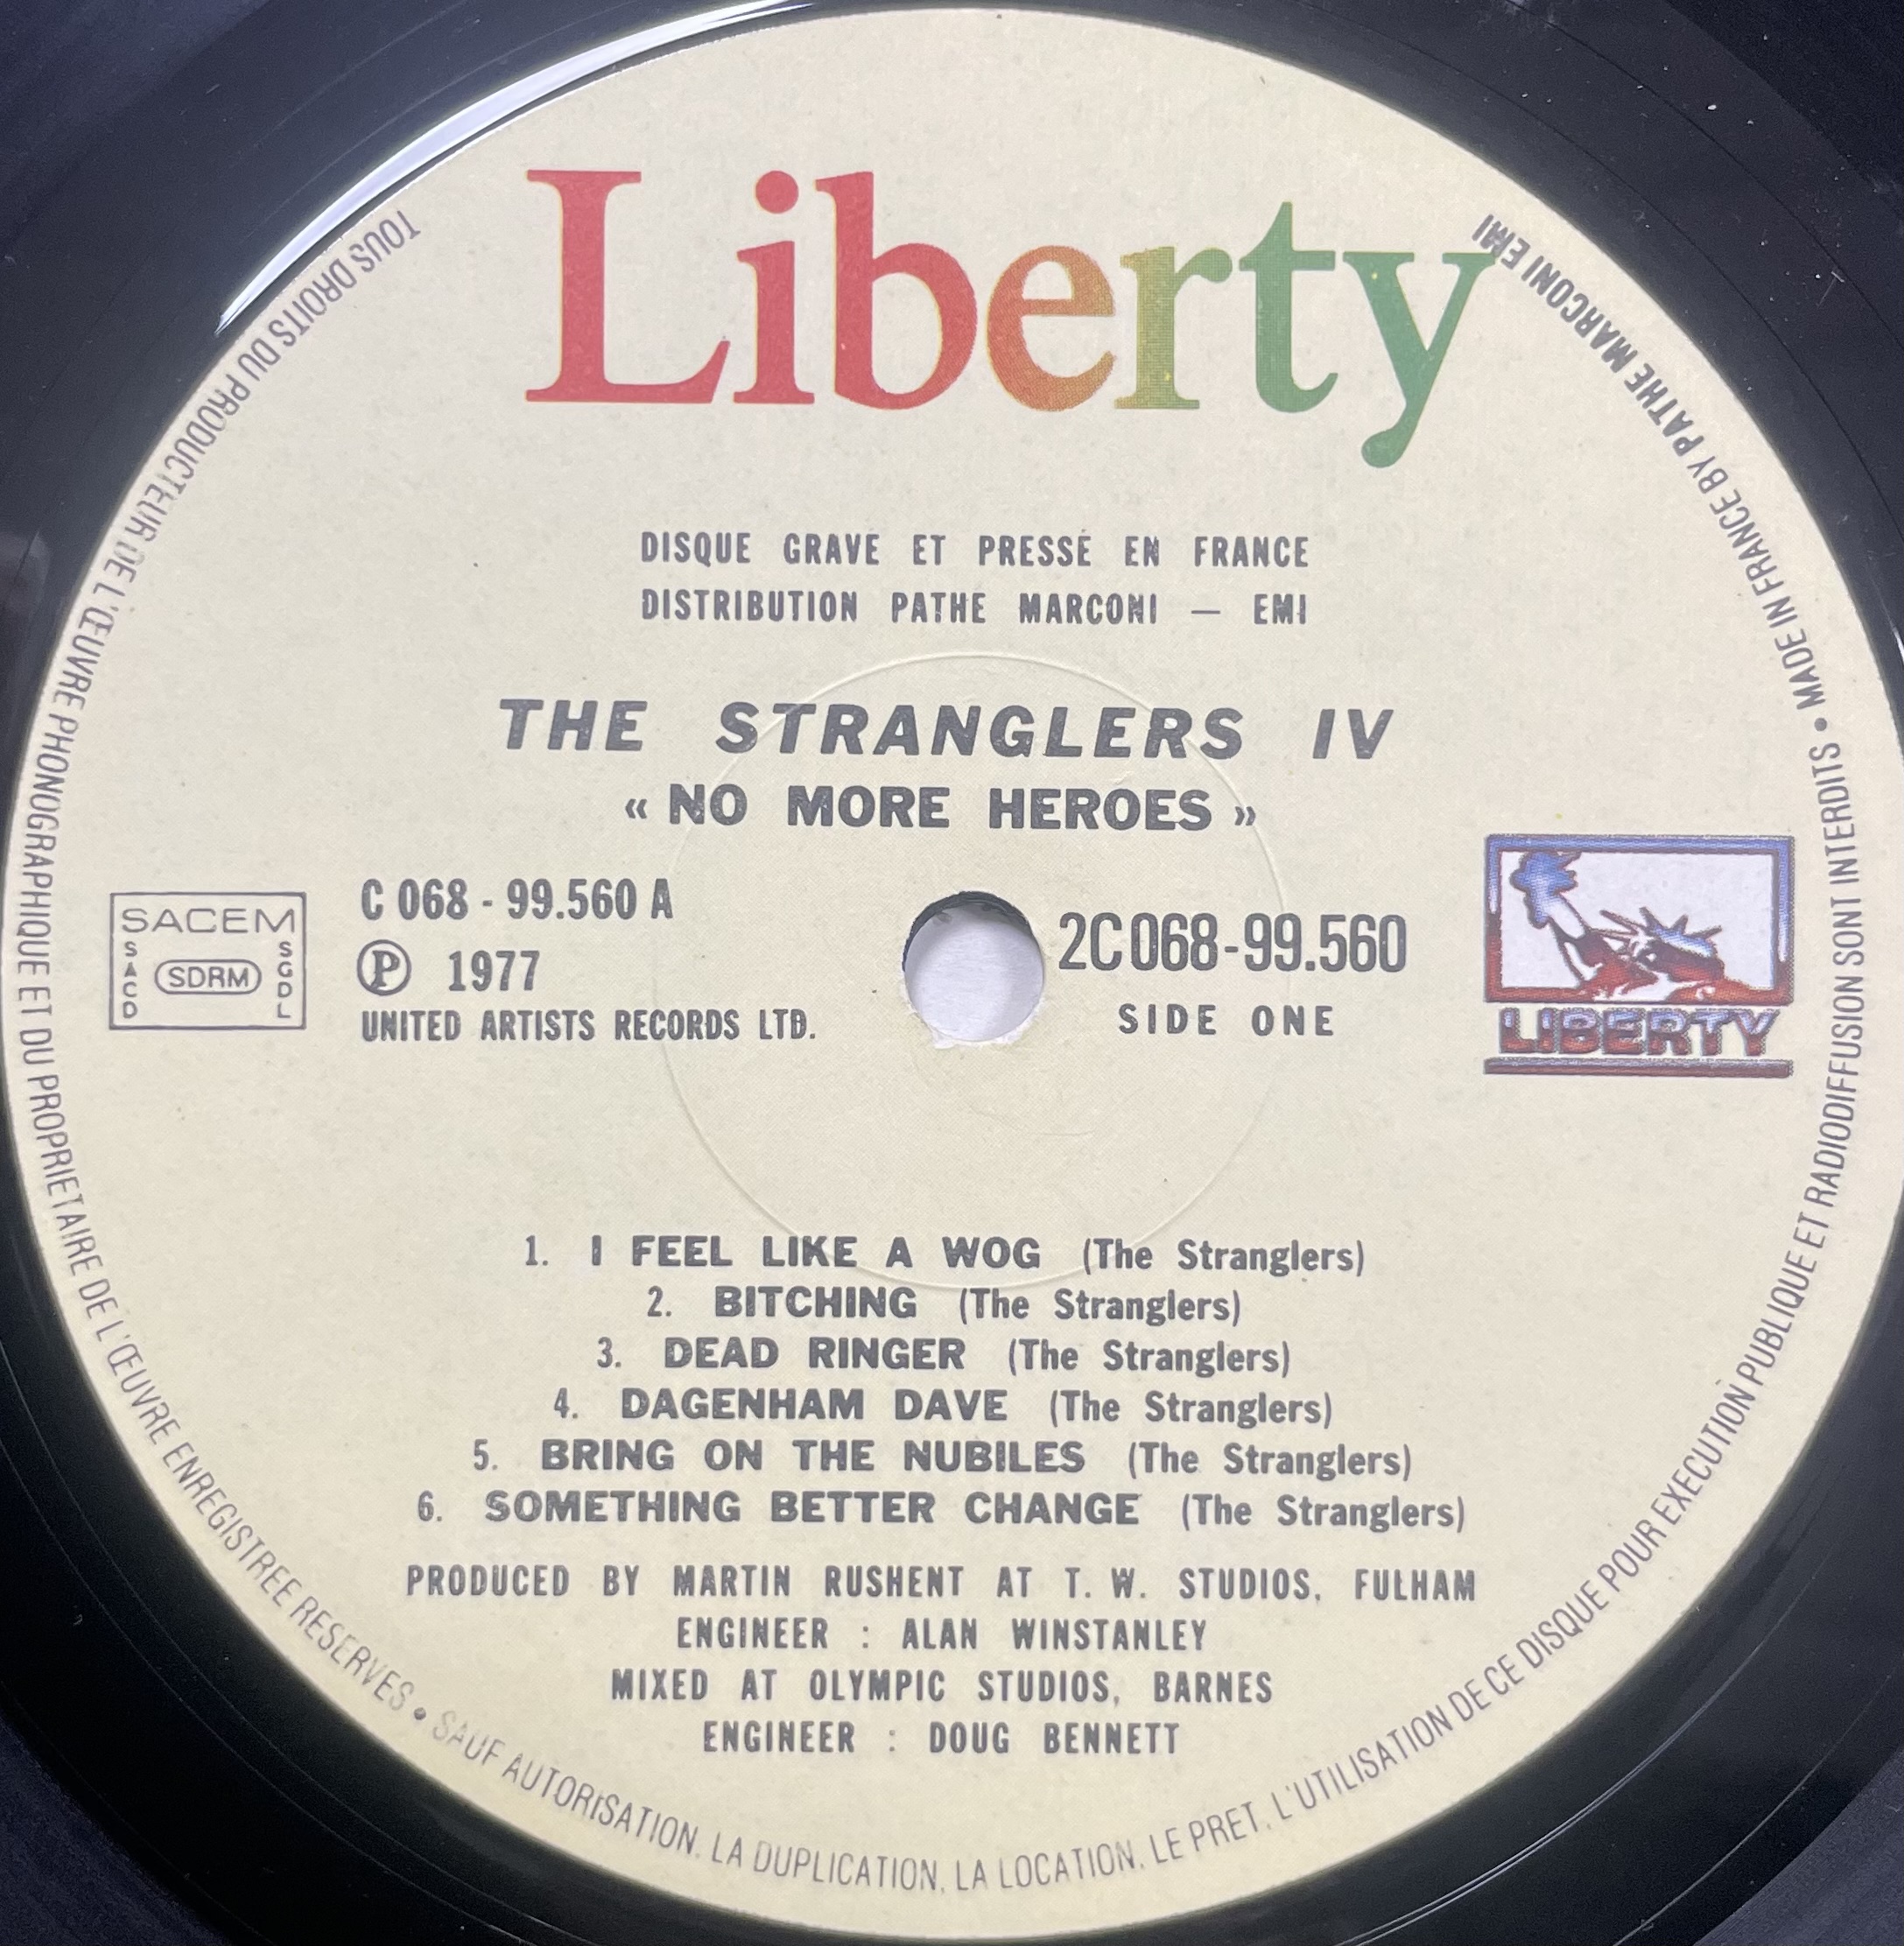 Liberty
DISQUE GRAVE ET PRESSÉ EN FRANCE
DISTRIBUTION PATHE MARCONI — EMI
THE STRANGLERS IV
« NO MORE HEROES »
SACEM
SACD
SDRM
SGDL
C 068 - 99.560 A
Ⓟ 1977
UNITED ARTISTS RECORDS LTD.
2C068-99.560
SIDE ONE
LIBERTY
1. I FEEL LIKE A WOG (The Stranglers)
2. BITCHING (The Stranglers)
3. DEAD RINGER (The Stranglers)
4. DAGENHAM DAVE (The Stranglers)
5. BRING ON THE NUBILES (The Stranglers)
6. SOMETHING BETTER CHANGE (The Stranglers)
PRODUCED BY MARTIN RUSHENT AT T. W. STUDIOS, FULHAM
ENGINEER : ALAN WINSTANLEY
MIXED AT OLYMPIC STUDIOS, BARNES
ENGINEER : DOUG BENNETT
TOUS DROITS DU PRODUCTEUR DE L'ŒUVRE PHONOGRAPHIQUE ET DU PROPRIETAIRE DE L'ŒUVRE ENREGISTREE RESERVES • SAUF AUTORISATION, LA DUPLICATION, LA LOCATION, LE PRET, L'UTILISATION DE CE DISQUE POUR EXECUTION PUBLIQUE ET RADIODIFFUSION SONT INTERDITS • MADE IN FRANCE BY PATHE MARCONI EMI